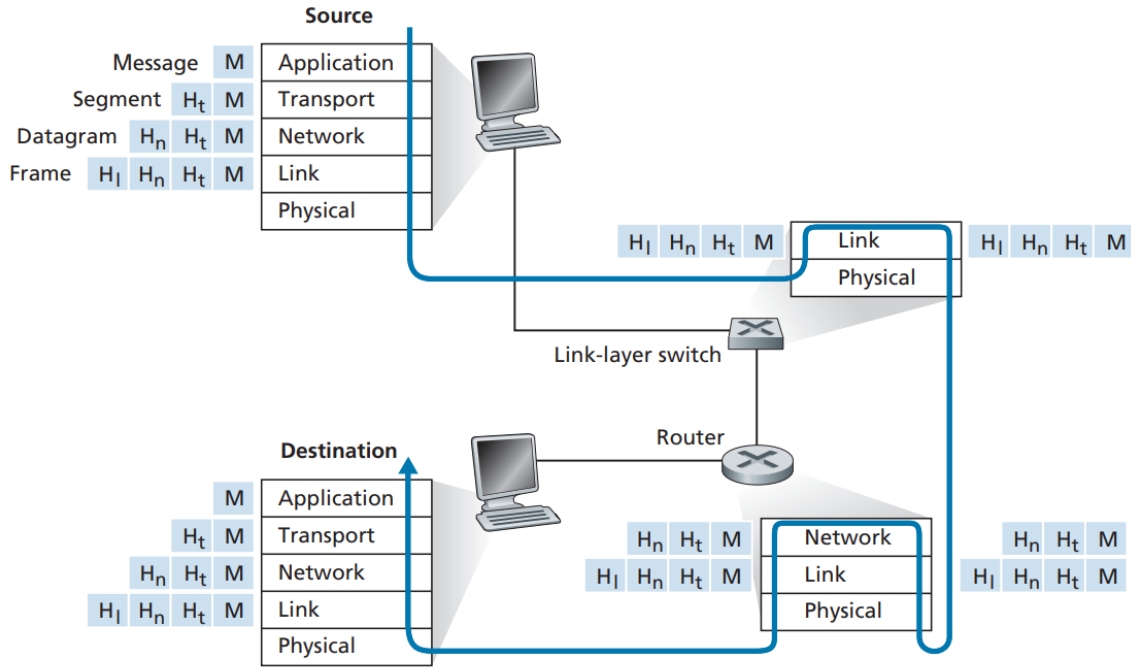 Source
Message M Application
Segment Ht M Transport
Datagram Hn Ht M Network
Frame Hl Hn Ht M Link
Physical
Hl Hn Ht M Link Hl Hn Ht M
Physical
Link-layer switch
Router
Destination
M Application
Ht M Transport
Hn Ht M Network
Hl Hn Ht M Link
Physical
Hn Ht M Network Hn Ht M
Hl Hn Ht M Link Hl Hn Ht M
Physical